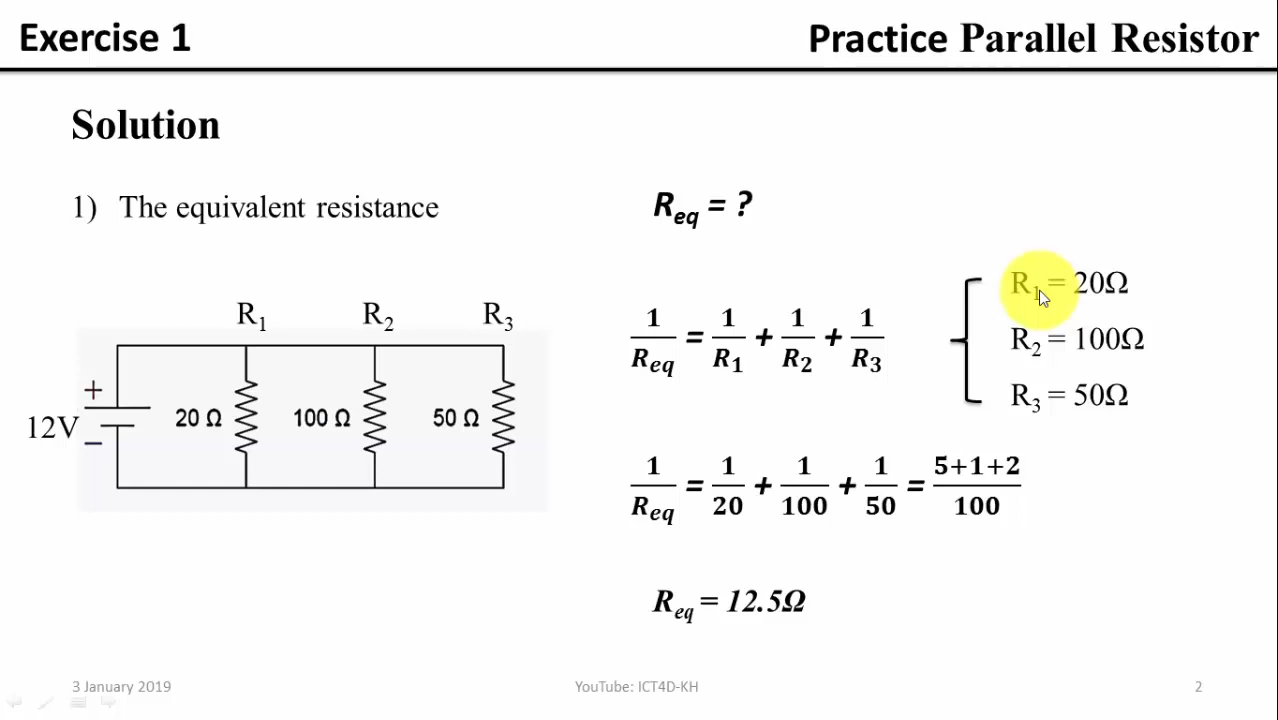 Exercise 1
Practice Parallel Resistor
Solution
1) The equivalent resistance
R₁ R₂ R₃
+
12V
−
20 Ω 100 Ω 50 Ω
R_eq = ?
1/R_eq = 1/R₁ + 1/R₂ + 1/R₃
R₁ = 20Ω
R₂ = 100Ω
R₃ = 50Ω
1/R_eq = 1/20 + 1/100 + 1/50 = 5+1+2/100
R_eq = 12.5Ω
3 January 2019
YouTube: ICT4D-KH
2